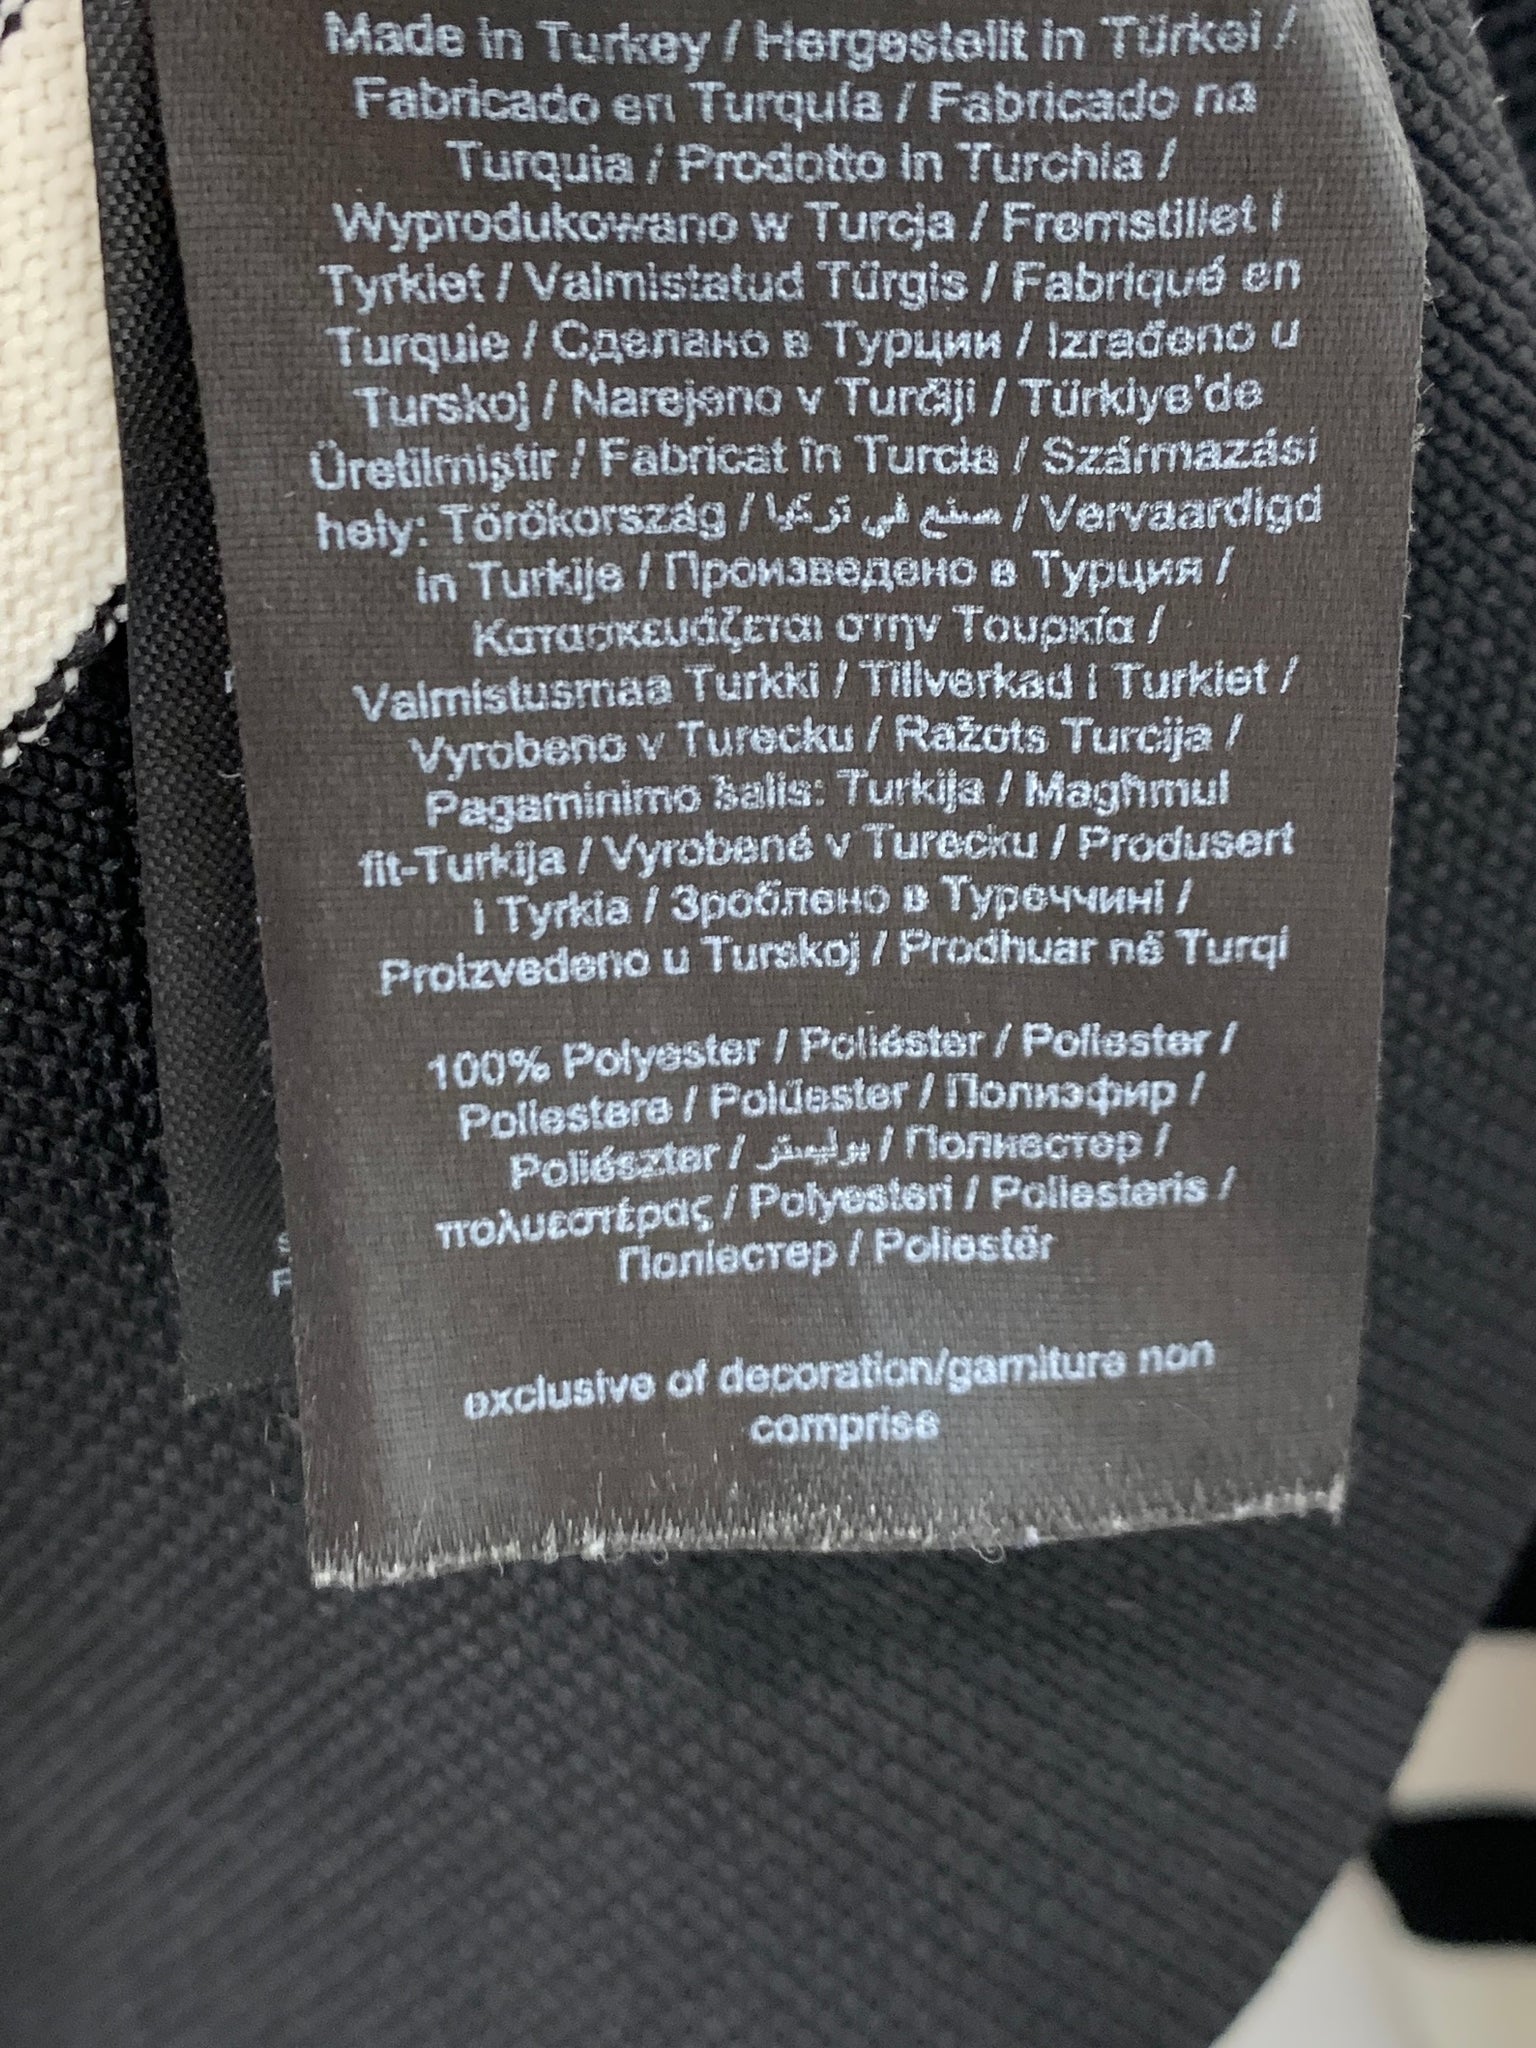 Made in Turkey / Hergestellt in Türkei /
Fabricado en Turquía / Fabricado na
Turquia / Prodotto in Turchia /
Wyprodukowano w Turcja / Fremstillet i
Tyrkiet / Valmistatud Türgis / Fabriqué en
Turquie / Сделано в Турции / Izrađeno u
Turskoj / Narejeno v Turčiji / Türkiye'de
Üretilmiştir / Fabricat în Turcia / Származási
hely: Törökország / صنع في تركيا / Vervaardigd
in Turkije / Произведено в Турция /
Κατασκευάζεται στην Τουρκία /
Valmistusmaa Turkki / Tillverkad i Turkiet /
Vyrobeno v Turecku / Ražots Turcija /
Pagaminimo šalis: Turkija / Magħmul
fit-Turkija / Vyrobené v Turecku / Produsert
i Tyrkia / Зроблено в Туреччині /
Proizvedeno u Turskoj / Prodhuar në Turqi
100% Polyester / Poliéster / Poliester /
Poliestere / Polüester / Полиэфир /
Poliészter / بوليستر / Полиестер /
πολυεστέρας / Polyesteri / Poliesteris /
Поліестер / Poliestër
exclusive of decoration/garniture non
comprise